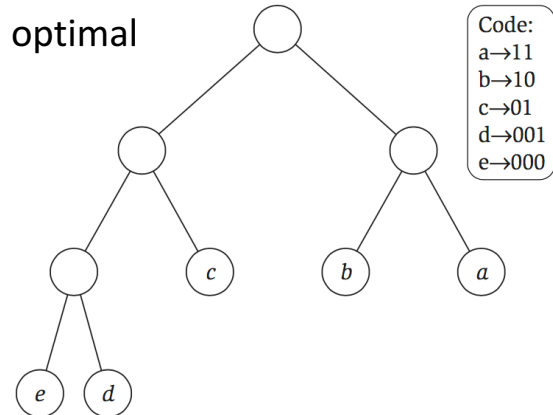 optimal
Code:
a→11
b→10
c→01
d→001
e→000
c
b
a
e
d